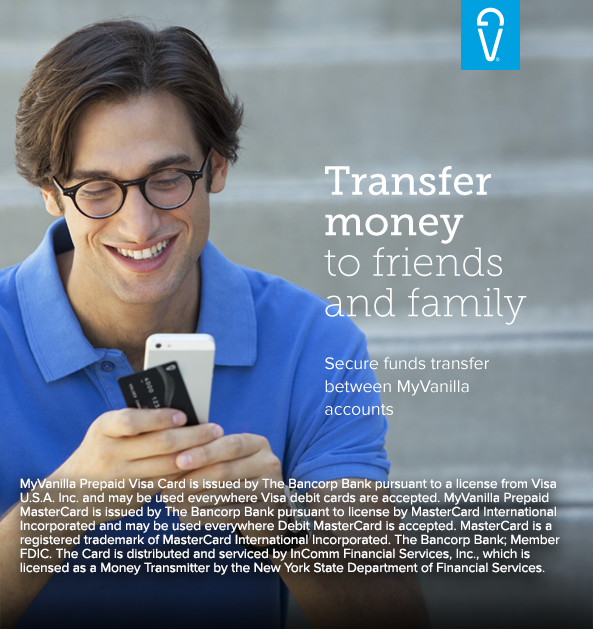 Transfer
money
to friends
and family
Secure funds transfer
between MyVanilla
accounts
MyVanilla Prepaid Visa Card is issued by The Bancorp Bank pursuant to a license from Visa
U.S.A. Inc. and may be used everywhere Visa debit cards are accepted. MyVanilla Prepaid
MasterCard is issued by The Bancorp Bank pursuant to license by MasterCard International
Incorporated and may be used everywhere Debit MasterCard is accepted. MasterCard is a
registered trademark of MasterCard International Incorporated. The Bancorp Bank; Member
FDIC. The Card is distributed and serviced by InComm Financial Services, Inc., which is
licensed as a Money Transmitter by the New York State Department of Financial Services.